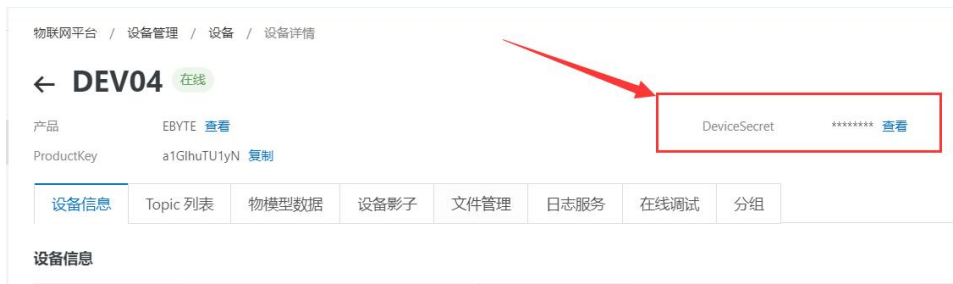 物联网平台 / 设备管理 / 设备 / 设备详情
← DEV04 在线
产品 EBYTE 查看 DeviceSecret ******** 查看
ProductKey a1GlhuTU1yN 复制
设备信息 Topic 列表 物模型数据 设备影子 文件管理 日志服务 在线调试 分组
设备信息